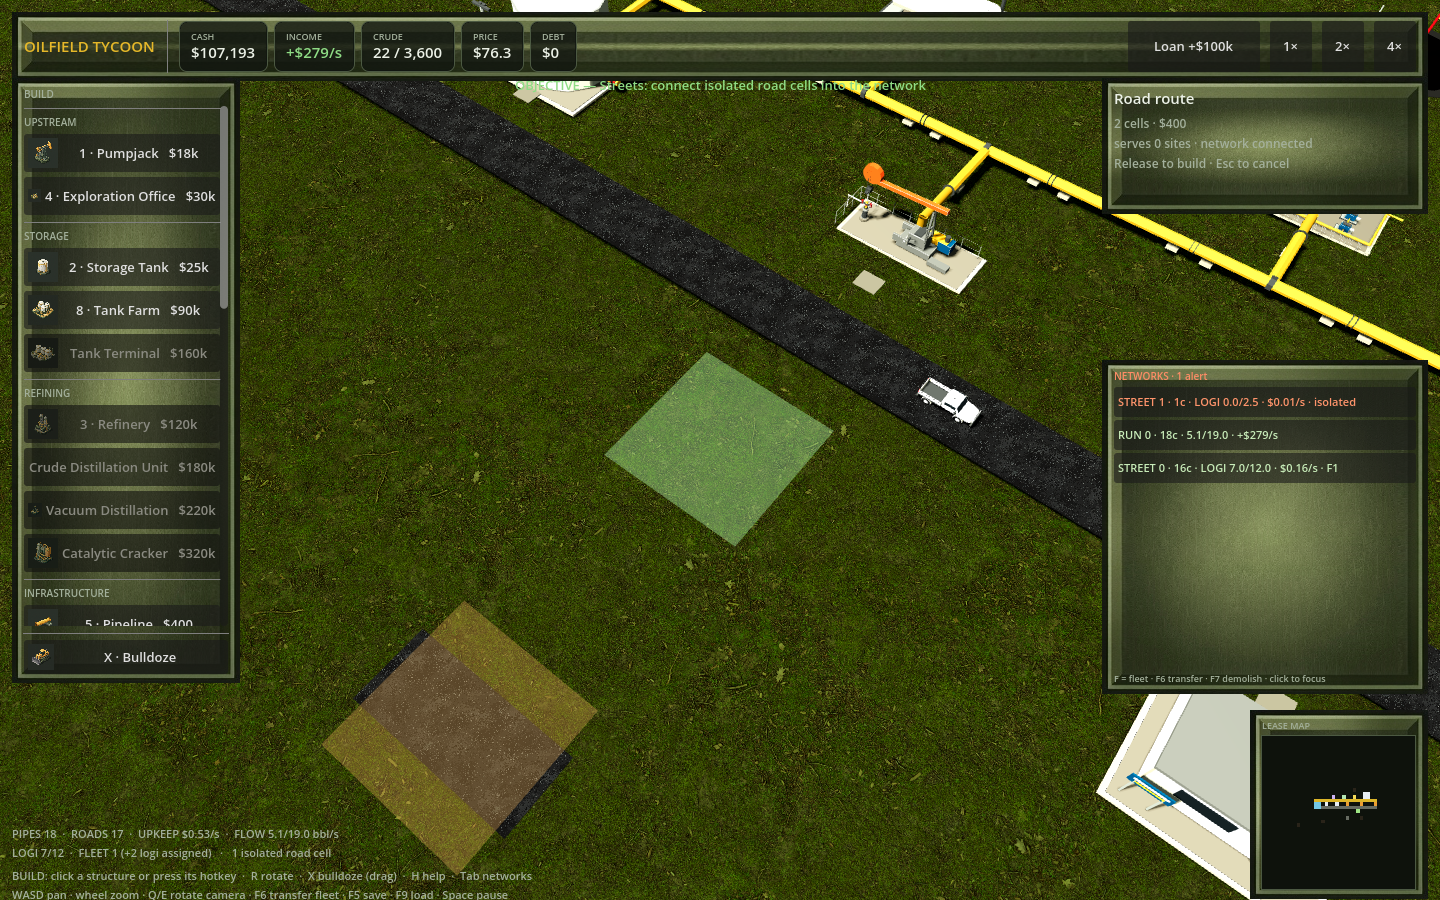 OILFIELD TYCOON
CASH
$107,193
INCOME
+$279/s
CRUDE
22 / 3,600
PRICE
$76.3
DEBT
$0
Loan +$100k
1×
2×
4×
OBJECTIVE — Streets: connect isolated road cells into the network
BUILD
UPSTREAM
1 · Pumpjack $18k
4 · Exploration Office $30k
STORAGE
2 · Storage Tank $25k
8 · Tank Farm $90k
Tank Terminal $160k
REFINING
3 · Refinery $120k
Crude Distillation Unit $180k
Vacuum Distillation $220k
Catalytic Cracker $320k
INFRASTRUCTURE
5 · Pipeline $400
X · Bulldoze
Road route
2 cells · $400
serves 0 sites · network connected
Release to build · Esc to cancel
NETWORKS · 1 alert
STREET 1 · 1c · LOGI 0.0/2.5 · $0.01/s · isolated
RUN 0 · 18c · 5.1/19.0 · +$279/s
STREET 0 · 16c · LOGI 7.0/12.0 · $0.16/s · F1
F = fleet · F6 transfer · F7 demolish · click to focus
LEASE MAP
PIPES 18 · ROADS 17 · UPKEEP $0.53/s · FLOW 5.1/19.0 bbl/s
LOGI 7/12 · FLEET 1 (+2 logi assigned) · 1 isolated road cell
BUILD: click a structure or press its hotkey · R rotate · X bulldoze (drag) · H help · Tab networks
WASD pan · wheel zoom · Q/E rotate camera · F6 transfer fleet · F5 save · F9 load · Space pause